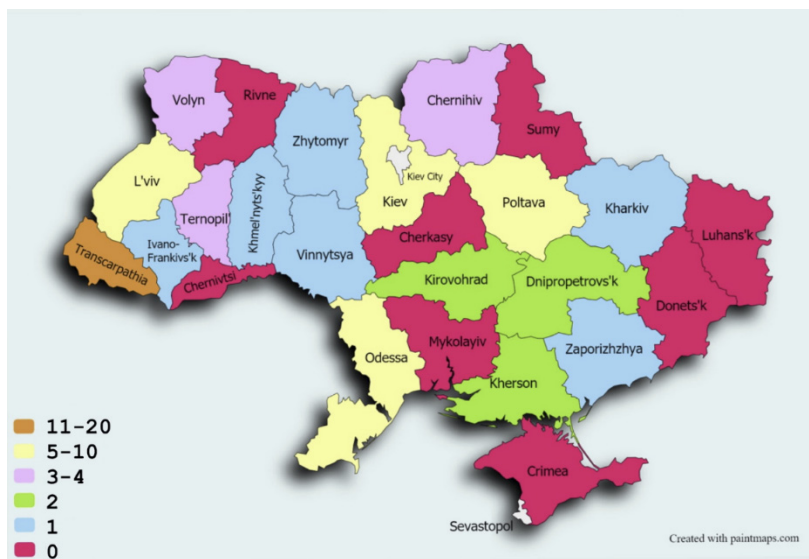 Volyn
Rivne
Zhytomyr
Chernihiv
Sumy
L'viv
Kiev City
Ternopil'
Khmel'nyts'kyy
Kiev
Poltava
Kharkiv
Ivano-
Frankivs'k
Vinnytsya
Cherkasy
Luhans'k
Transcarpathia
Chernivtsi
Kirovohrad
Dnipropetrovs'k
Donets'k
Odessa
Mykolayiv
Zaporizhzhya
Kherson
Crimea
Sevastopol
11-20
5-10
3-4
2
1
0
Created with paintmaps.com